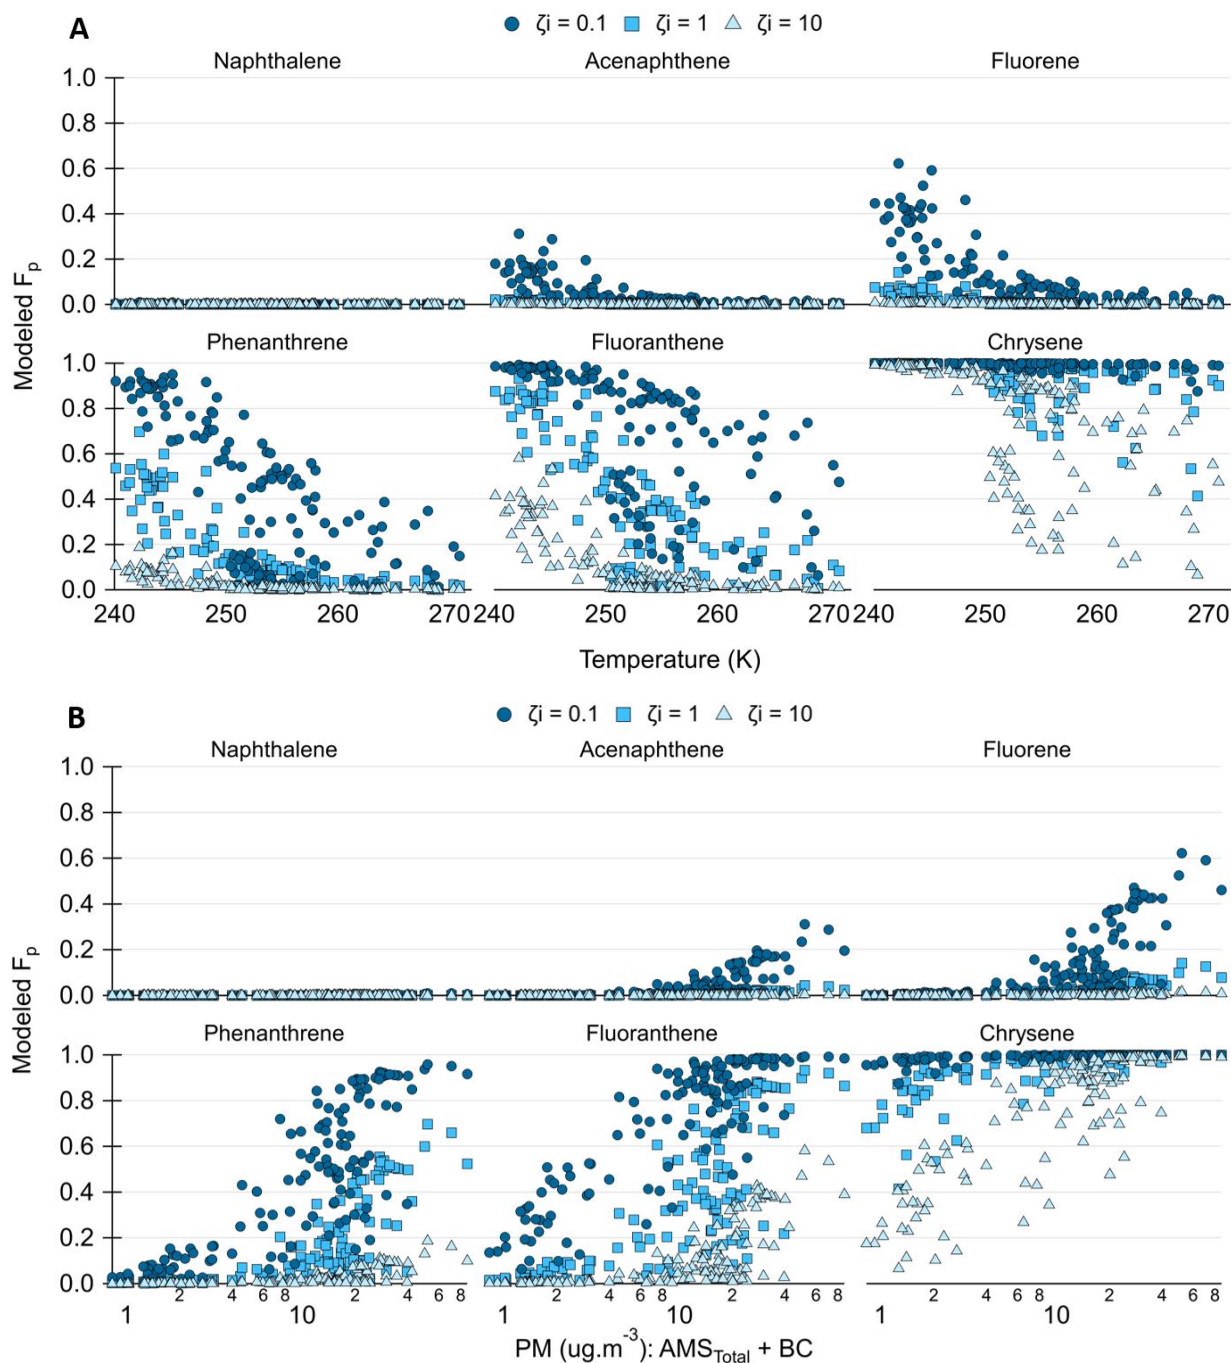 A
ζi = 0.1 ζi = 1 ζi = 10
Naphthalene Acenaphthene Fluorene
1.0
0.8
0.6
0.4
0.2
0.0
Phenanthrene Fluoranthene Chrysene
1.0
0.8
0.6
0.4
0.2
0.0
Modeled Fp
240 250 260 270 240 250 260 270 240 250 260 270
Temperature (K)
B
ζi = 0.1 ζi = 1 ζi = 10
Naphthalene Acenaphthene Fluorene
1.0
0.8
0.6
0.4
0.2
0.0
Phenanthrene Fluoranthene Chrysene
1.0
0.8
0.6
0.4
0.2
0.0
Modeled Fp
1 2 4 6 8 10 2 4 6 8 1 2 4 6 8 10 2 4 6 8 1 2 4 6 8 10 2 4 6 8
PM (ug.m-3): AMSTotal + BC